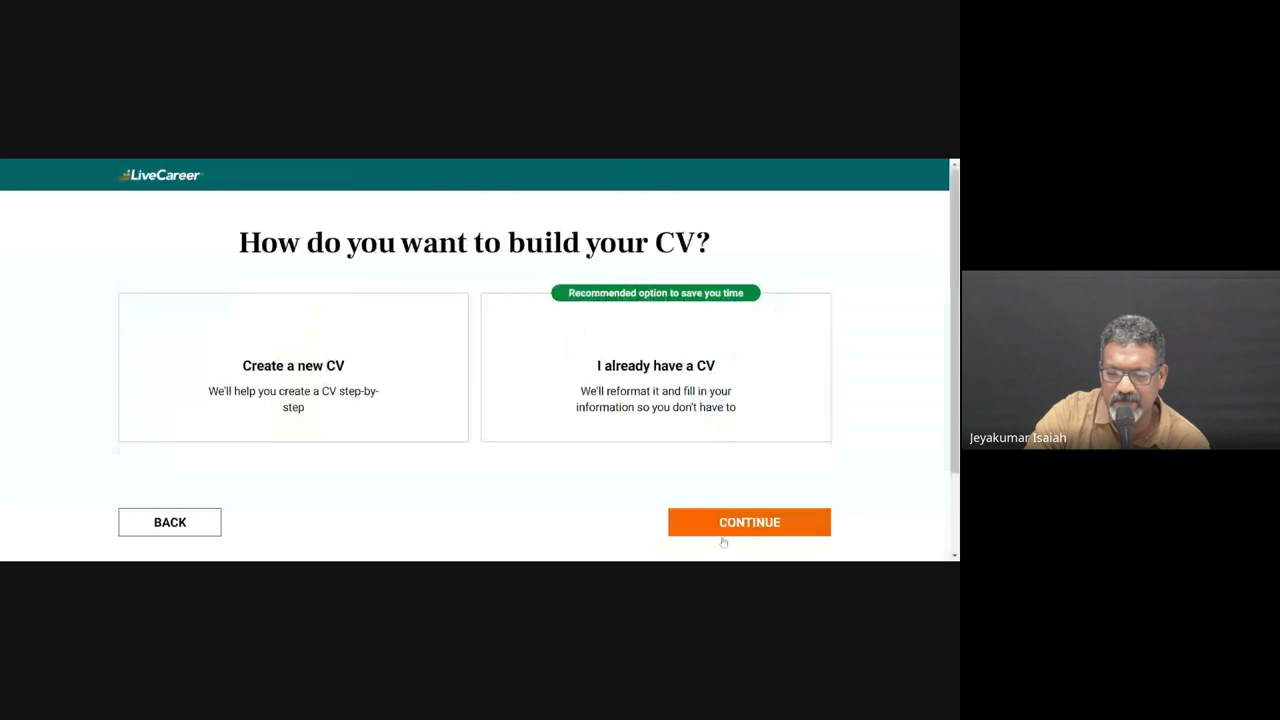 LiveCareer
How do you want to build your CV?
Recommended option to save you time
Create a new CV
We'll help you create a CV step-by-
step
I already have a CV
We'll reformat it and fill in your
information so you don't have to
BACK
CONTINUE
Jeyakumar Isaiah